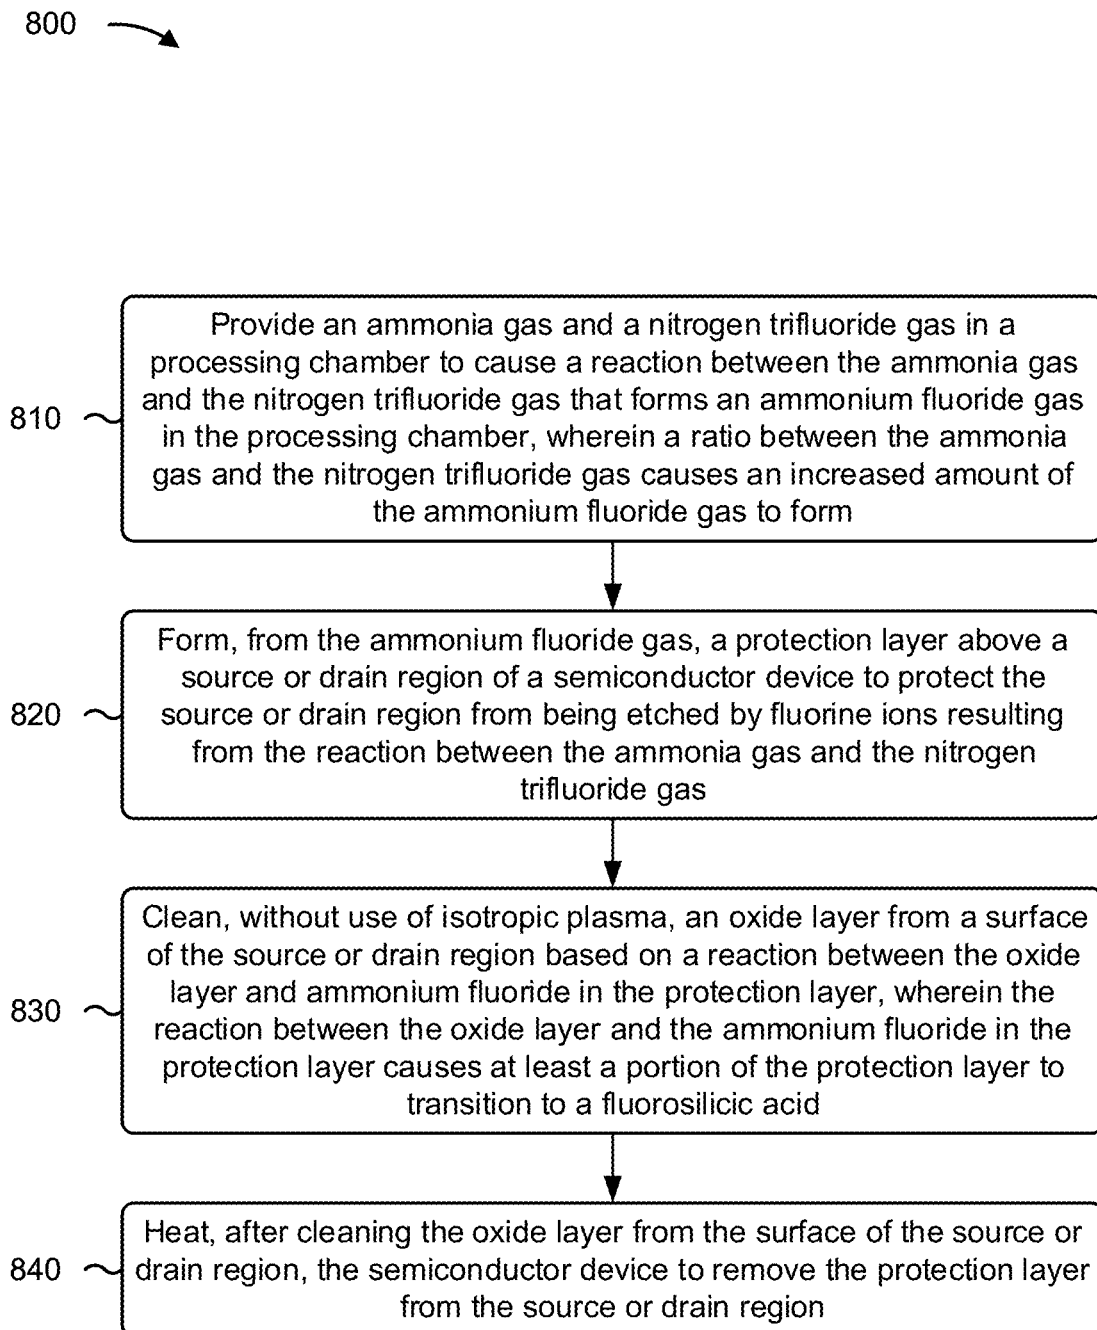 800
Provide an ammonia gas and a nitrogen trifluoride gas in a
processing chamber to cause a reaction between the ammonia gas
810
and the nitrogen trifluoride gas that forms an ammonium fluoride gas
in the processing chamber, wherein a ratio between the ammonia
gas and the nitrogen trifluoride gas causes an increased amount of
the ammonium fluoride gas to form
Form, from the ammonium fluoride gas, a protection layer above a
source or drain region of a semiconductor device to protect the
820
source or drain region from being etched by fluorine ions resulting
from the reaction between the ammonia gas and the nitrogen
trifluoride gas
Clean, without use of isotropic plasma, an oxide layer from a surface
of the source or drain region based on a reaction between the oxide
layer and ammonium fluoride in the protection layer, wherein the
830
reaction between the oxide layer and the ammonium fluoride in the
protection layer causes at least a portion of the protection layer to
transition to a fluorosilicic acid
Heat, after cleaning the oxide layer from the surface of the source or
840
drain region, the semiconductor device to remove the protection layer
from the source or drain region